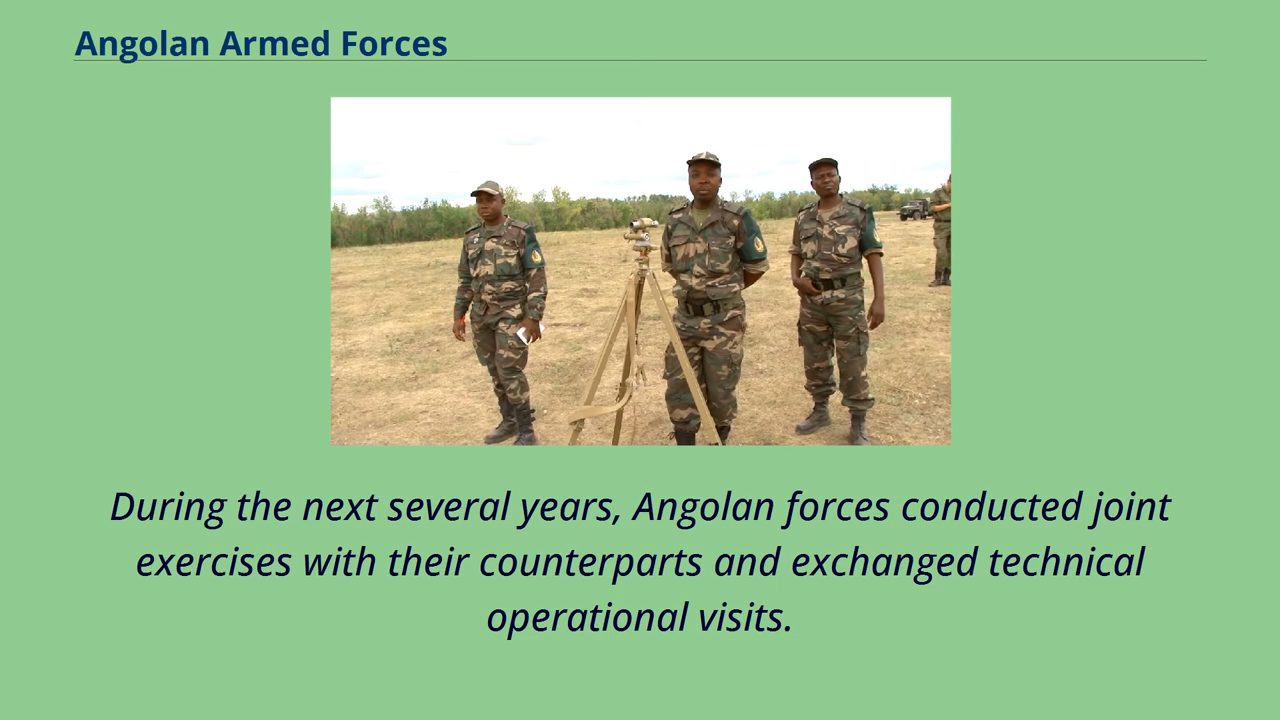 Angolan Armed Forces
During the next several years, Angolan forces conducted joint
exercises with their counterparts and exchanged technical
operational visits.